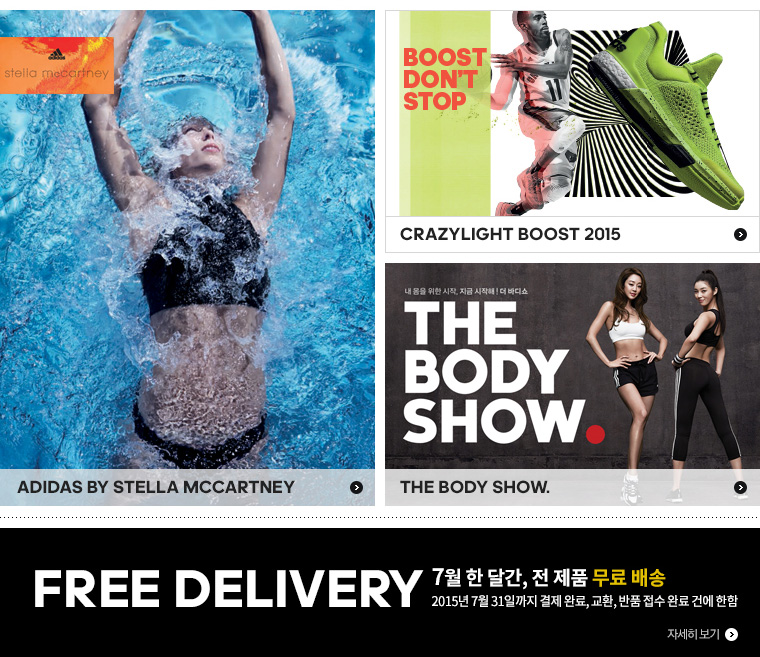 adidas
stella mccartney
ADIDAS BY STELLA MCCARTNEY
BOOST
DON'T
STOP
11
CRAZYLIGHT BOOST 2015
내 몸을 위한 시작, 지금 시작해! 더 바디쇼
THE
BODY
SHOW.
THE BODY SHOW.
FREE DELIVERY
7월 한 달간, 전 제품 무료 배송
2015년 7월 31일까지 결제 완료, 교환, 반품 접수 완료 건에 한함
자세히 보기